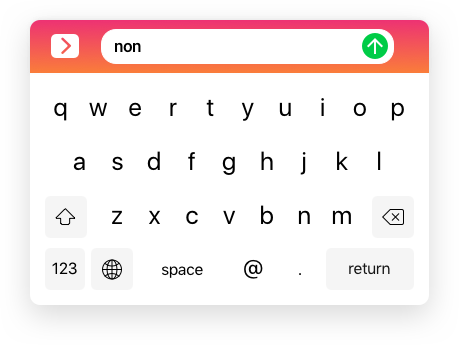 non
q w e r t y u i o p
a s d f g h j k l
z x c v b n m
123 space @ . return